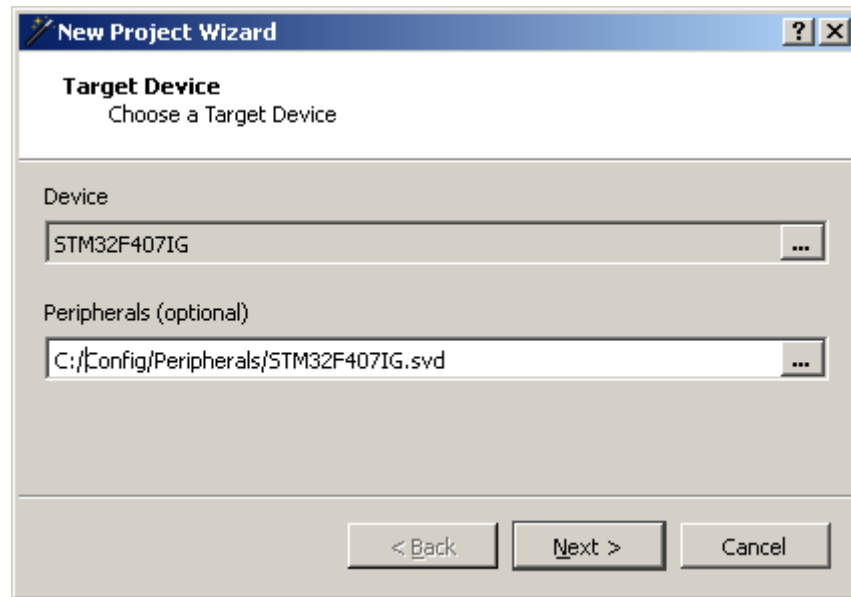 New Project Wizard
Target Device
Choose a Target Device
Device
STM32F407IG
...
Peripherals (optional)
C:/Config/Peripherals/STM32F407IG.svd
...
< Back
Next >
Cancel